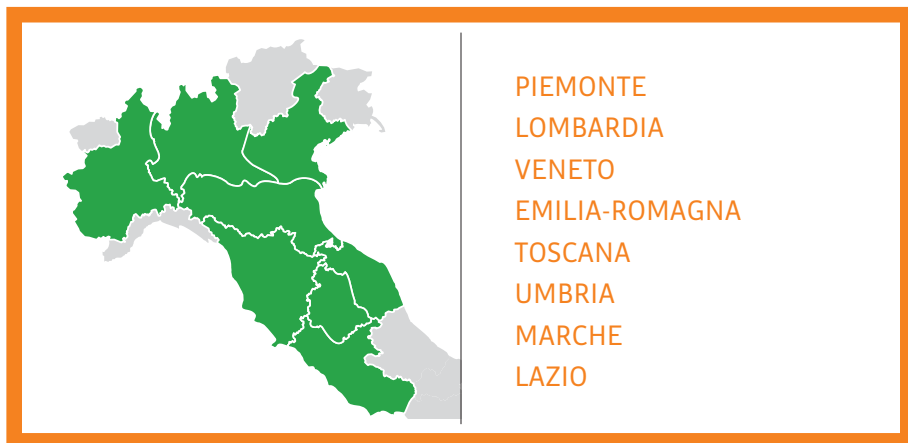 PIEMONTE
LOMBARDIA
VENETO
EMILIA-ROMAGNA
TOSCANA
UMBRIA
MARCHE
LAZIO